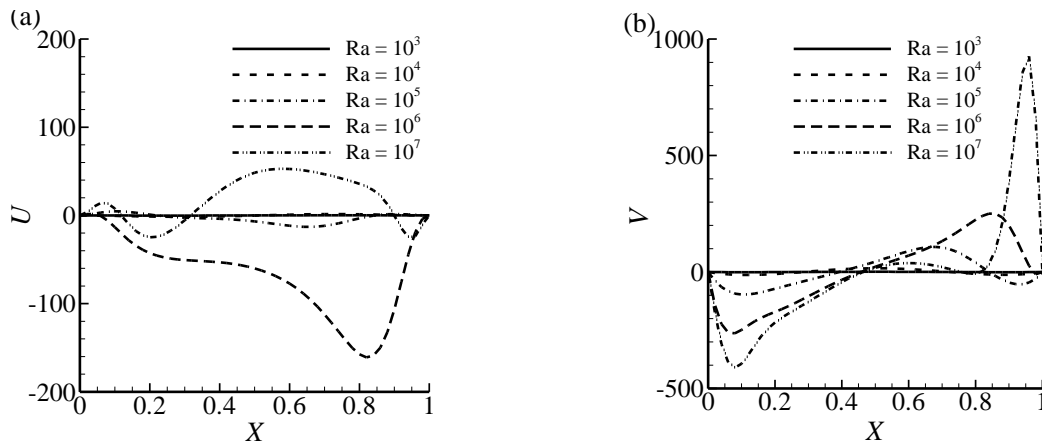 (a)
200
100
0
-100
-200
U
0
0.2
0.4
0.6
0.8
1
X
Ra = 10³
Ra = 10⁴
Ra = 10⁵
Ra = 10⁶
Ra = 10⁷
(b)
1000
500
0
-500
V
0
0.2
0.4
0.6
0.8
1
X
Ra = 10³
Ra = 10⁴
Ra = 10⁵
Ra = 10⁶
Ra = 10⁷